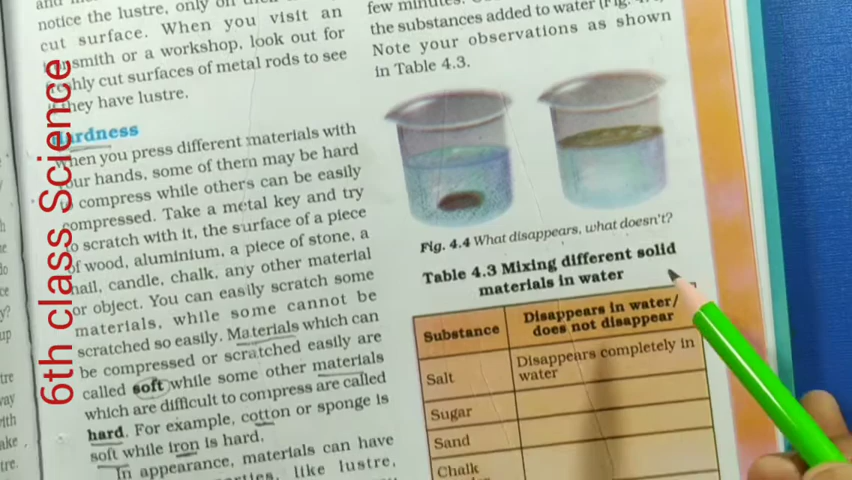 notice the lustre, only on
cut surface. When you visit an
ironsmith or a workshop, look out for
freshly cut surfaces of metal rods to see
if they have lustre.
Hardness
When you press different materials with
your hands, some of them may be hard
to compress while others can be easily
compressed. Take a metal key and try
to scratch with it, the surface of a piece
of wood, aluminium, a piece of stone, a
nail, candle, chalk, any other material
or object. You can easily scratch some
materials, while some cannot be
scratched so easily. Materials which can
be compressed or scratched easily are
called soft while some other materials
which are difficult to compress are called
hard. For example, cotton or sponge is
soft while iron is hard.
In appearance, materials can have
like lustre,
few minutes.
the substances added to water (Fig.
Note your observations as shown
in Table 4.3.
Fig. 4.4 What disappears, what doesn't?
Table 4.3 Mixing different solid
materials in water
Substance
Disappears in water/
does not disappear
Salt
Disappears completely in
water
Sugar
Sand
Chalk
6th class Science